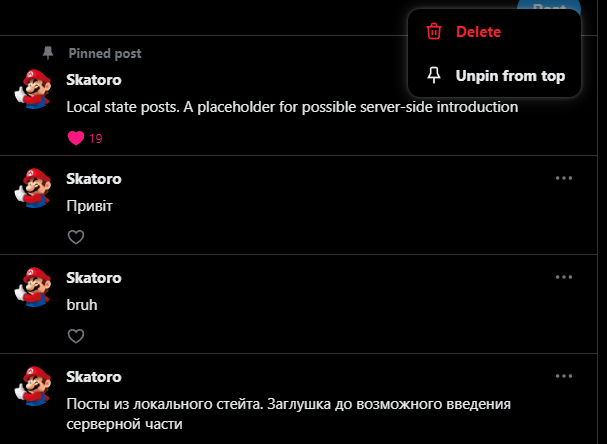 Post
Delete
Unpin from top
Pinned post
Skatoro
Local state posts. A placeholder for possible server-side introduction
19
Skatoro
Привіт
Skatoro
bruh
Skatoro
Посты из локального стейта. Заглушка до возможного введения
серверной части